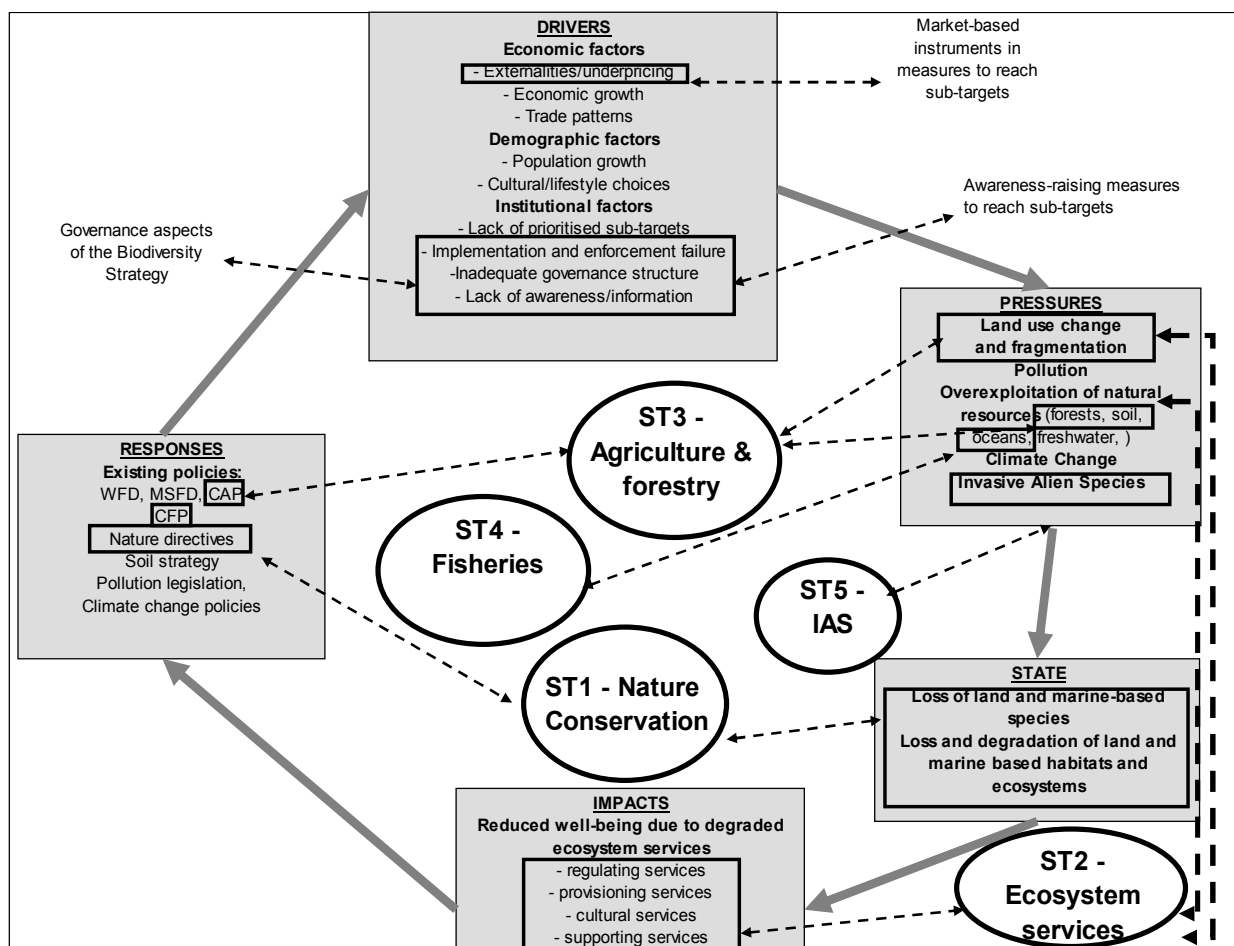 DRIVERS
Economic factors
- Externalities/underpricing
- Economic growth
- Trade patterns
Demographic factors
- Population growth
- Cultural/lifestyle choices
Institutional factors
- Lack of prioritised sub-targets
- Implementation and enforcement failure
-Inadequate governance structure
- Lack of awareness/information
Market-based
instruments in
measures to reach
sub-targets
Awareness-raising measures
to reach sub-targets
Governance aspects
of the Biodiversity
Strategy
PRESSURES
Land use change
and fragmentation
Pollution
Overexploitation of natural
resources (forests, soil,
oceans, freshwater, )
Climate Change
Invasive Alien Species
ST3 -
Agriculture &
forestry
RESPONSES
Existing policies:
WFD, MSFD, CAP
CFP
Nature directives
Soil strategy
Pollution legislation,
Climate change policies
ST4 -
Fisheries
ST5 -
IAS
ST1 - Nature
Conservation
STATE
Loss of land and marine-based
species
Loss and degradation of land and
marine based habitats and
ecosystems
IMPACTS
Reduced well-being due to degraded
ecosystem services
- regulating services
- provisioning services
- cultural services
- supporting services
ST2 -
Ecosystem
services